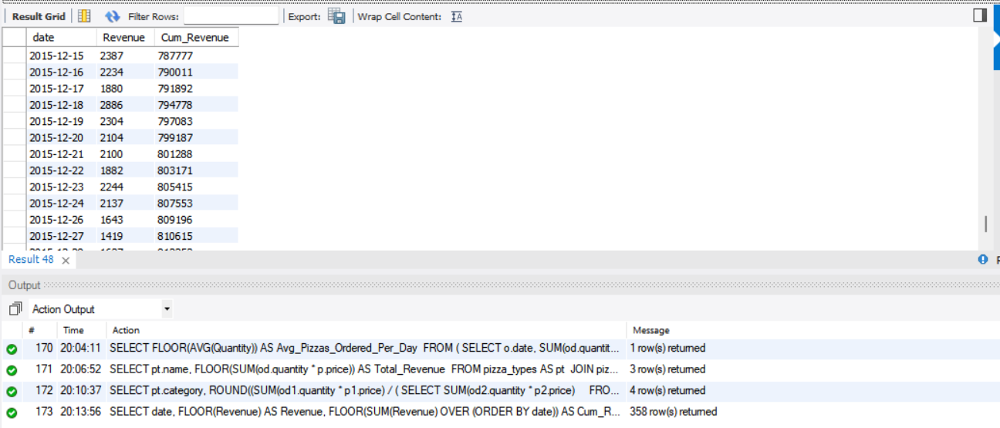 Result Grid Filter Rows: Export: Wrap Cell Content:
date Revenue Cum_Revenue
2015-12-15 2387 787777
2015-12-16 2234 790011
2015-12-17 1880 791892
2015-12-18 2886 794778
2015-12-19 2304 797083
2015-12-20 2104 799187
2015-12-21 2100 801288
2015-12-22 1882 803171
2015-12-23 2244 805415
2015-12-24 2137 807553
2015-12-26 1643 809196
2015-12-27 1419 810615
Result 48
Output
Action Output
# Time Action Message
170 20:04:11 SELECT FLOOR(AVG(Quantity)) AS Avg_Pizzas_Ordered_Per_Day FROM ( SELECT o.date, SUM(od.quantit... 1 row(s) returned
171 20:06:52 SELECT pt.name, FLOOR(SUM(od.quantity * p.price)) AS Total_Revenue FROM pizza_types AS pt JOIN piz... 3 row(s) returned
172 20:10:37 SELECT pt.category, ROUND((SUM(od1.quantity * p1.price) / ( SELECT SUM(od2.quantity * p2.price) FRO... 4 row(s) returned
173 20:13:56 SELECT date, FLOOR(Revenue) AS Revenue, FLOOR(SUM(Revenue) OVER (ORDER BY date)) AS Cum_R... 358 row(s) returned